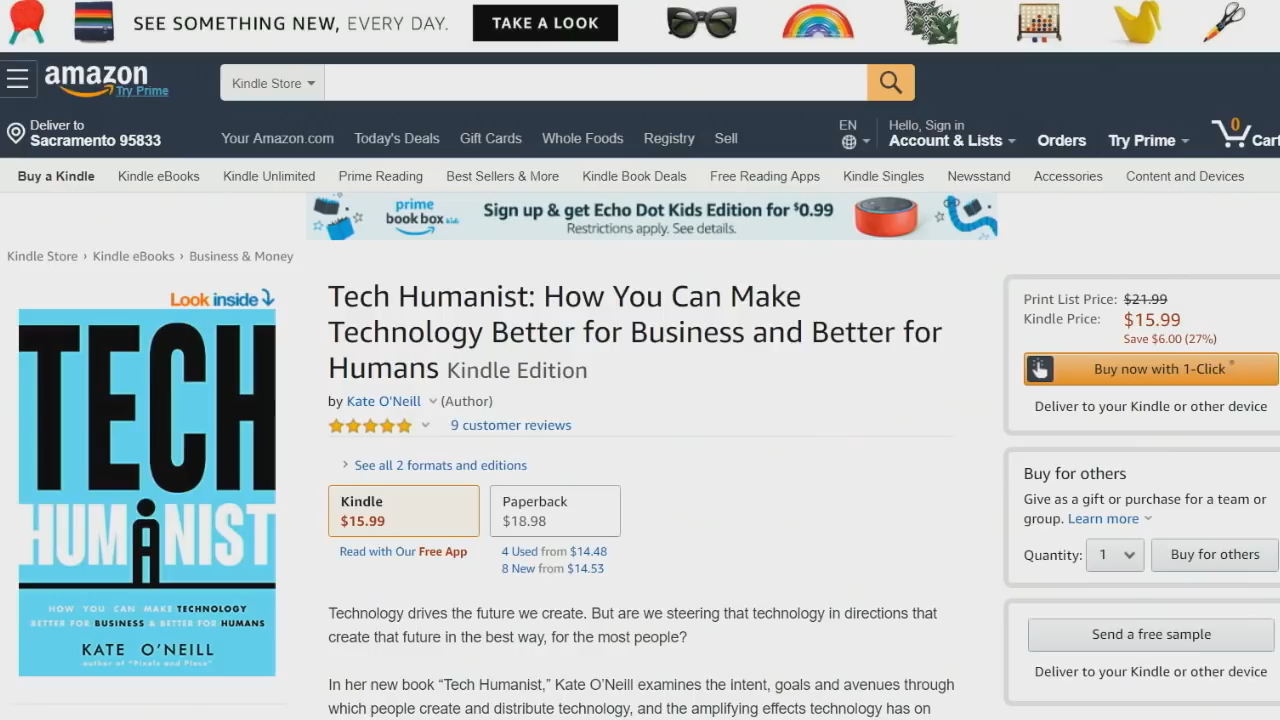 SEE SOMETHING NEW, EVERY DAY. TAKE A LOOK
amazon
Try Prime
Kindle Store
Deliver to
Sacramento 95833
Your Amazon.com Today's Deals Gift Cards Whole Foods Registry Sell
EN
Hello, Sign in
Account & Lists Orders Try Prime 0 Cart
Buy a Kindle Kindle eBooks Kindle Unlimited Prime Reading Best Sellers & More Kindle Book Deals Free Reading Apps Kindle Singles Newsstand Accessories Content and Devices
prime
book box kids
Sign up & get Echo Dot Kids Edition for $0.99
Restrictions apply. See details.
Kindle Store › Kindle eBooks › Business & Money
Look inside
TECH
HUMANIST
HOW YOU CAN MAKE TECHNOLOGY
BETTER FOR BUSINESS & BETTER FOR HUMANS
KATE O'NEILL
author of "Pixels and Place"
Tech Humanist: How You Can Make
Technology Better for Business and Better for
Humans Kindle Edition
by Kate O'Neill (Author)
9 customer reviews
See all 2 formats and editions
Kindle
$15.99
Paperback
$18.98
Read with Our Free App
4 Used from $14.48
8 New from $14.53
Technology drives the future we create. But are we steering that technology in directions that
create that future in the best way, for the most people?
In her new book “Tech Humanist,” Kate O’Neill examines the intent, goals and avenues through
which people create and distribute technology, and the amplifying effects technology has on
Print List Price: $21.99
Kindle Price: $15.99
Save $6.00 (27%)
Buy now with 1-Click ®
Deliver to your Kindle or other device
Buy for others
Give as a gift or purchase for a team or
group. Learn more
Quantity: 1 Buy for others
Send a free sample
Deliver to your Kindle or other device